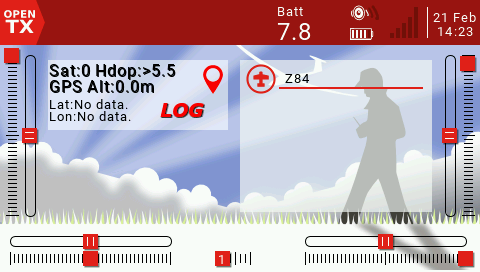 OPEN
TX
Batt
7.8
21 Feb
14:23
Sat:0 Hdop:>5.5
GPS Alt:0.0m
Lat:No data.
Lon:No data.
LOG
Z84
1